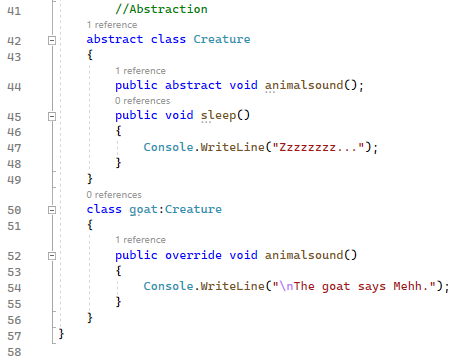 41 //Abstraction
1 reference
42 abstract class Creature
43 {
1 reference
44 public abstract void animalsound();
0 references
45 public void sleep()
46 {
47 Console.WriteLine("Zzzzzzzz...");
48 }
49 }
0 references
50 class goat:Creature
51 {
1 reference
52 public override void animalsound()
53 {
54 Console.WriteLine("\nThe goat says Mehh.");
55 }
56 }
57 }
58